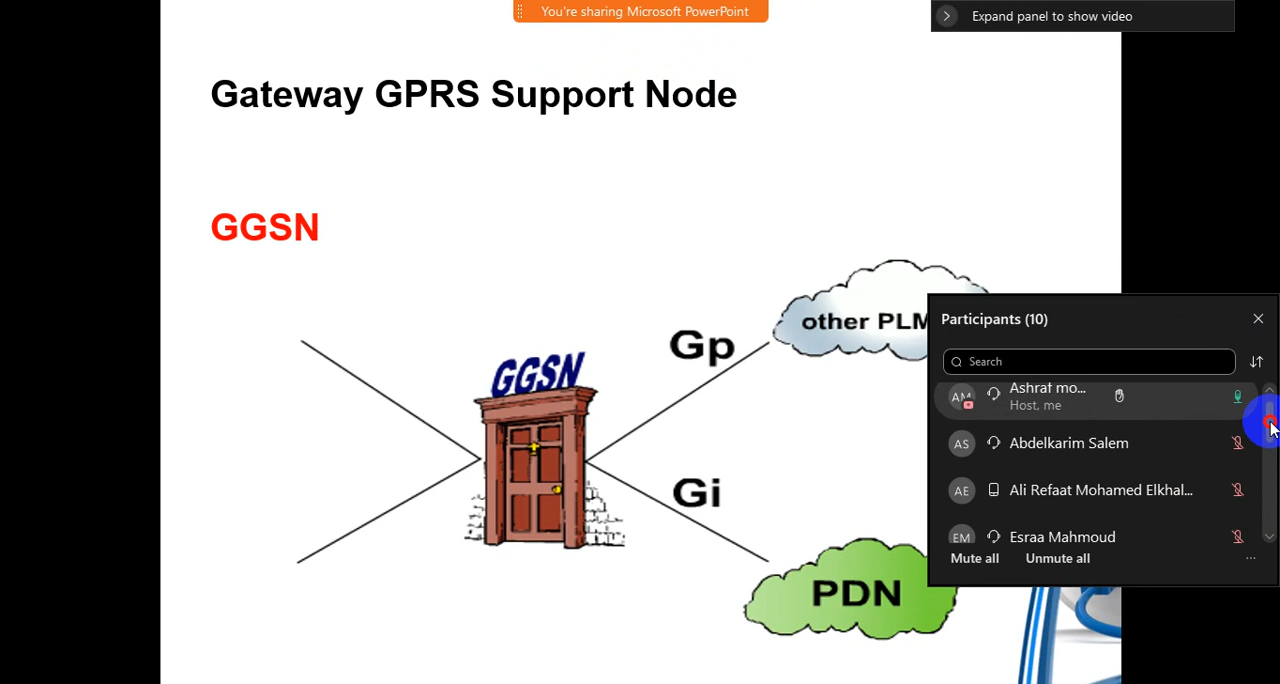 You're sharing Microsoft PowerPoint
Expand panel to show video
Gateway GPRS Support Node
GGSN
other PLM
Gp
GGSN
Gi
PDN
Participants (10)
Search
AM
Ashraf mo...
Host, me
AS
Abdelkarim Salem
AE
Ali Refaat Mohamed Elkhal...
EM
Esraa Mahmoud
Mute all
Unmute all
...